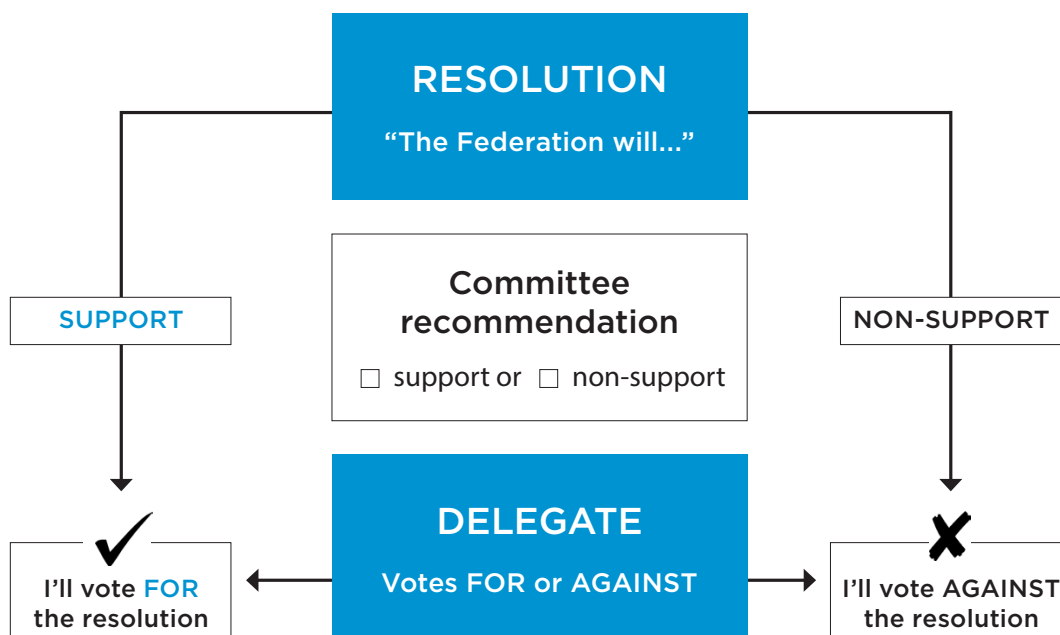 RESOLUTION
“The Federation will...”
Committee
recommendation
□ support or □ non-support
SUPPORT
NON-SUPPORT
DELEGATE
Votes FOR or AGAINST
I’ll vote FOR
the resolution
I’ll vote AGAINST
the resolution